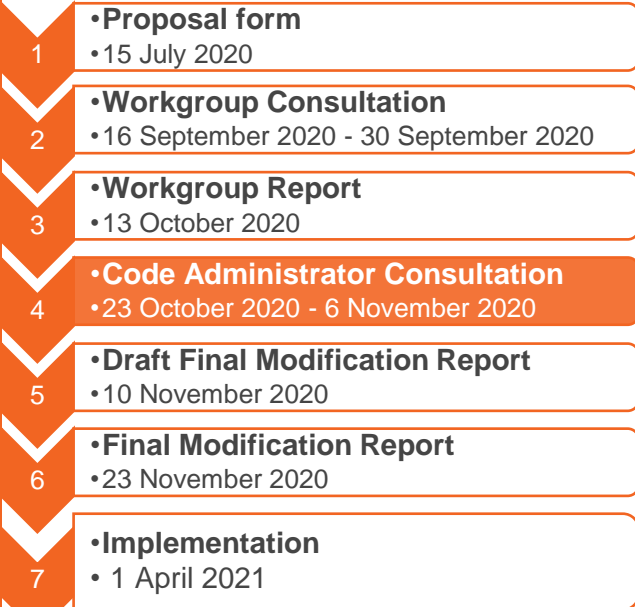 •Proposal form
1
•15 July 2020
•Workgroup Consultation
2
•16 September 2020 - 30 September 2020
•Workgroup Report
3
•13 October 2020
•Code Administrator Consultation
4
•23 October 2020 - 6 November 2020
•Draft Final Modification Report
5
•10 November 2020
•Final Modification Report
6
•23 November 2020
•Implementation
7
• 1 April 2021